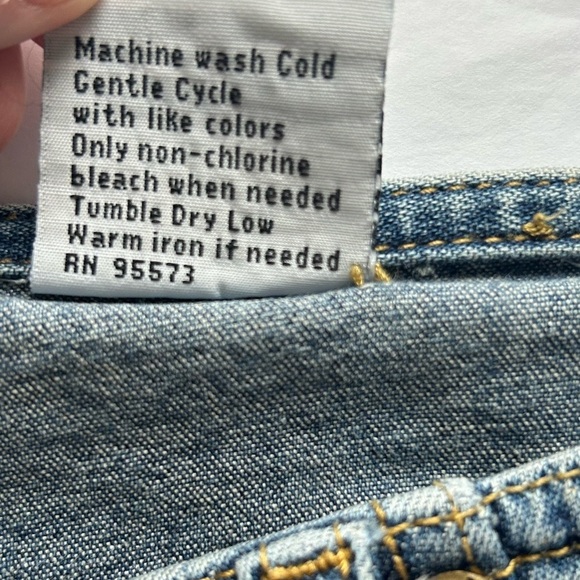 Machine wash Cold
Gentle Cycle
with like colors
Only non-chlorine
bleach when needed
Tumble Dry Low
Warm iron if needed
RN 95573